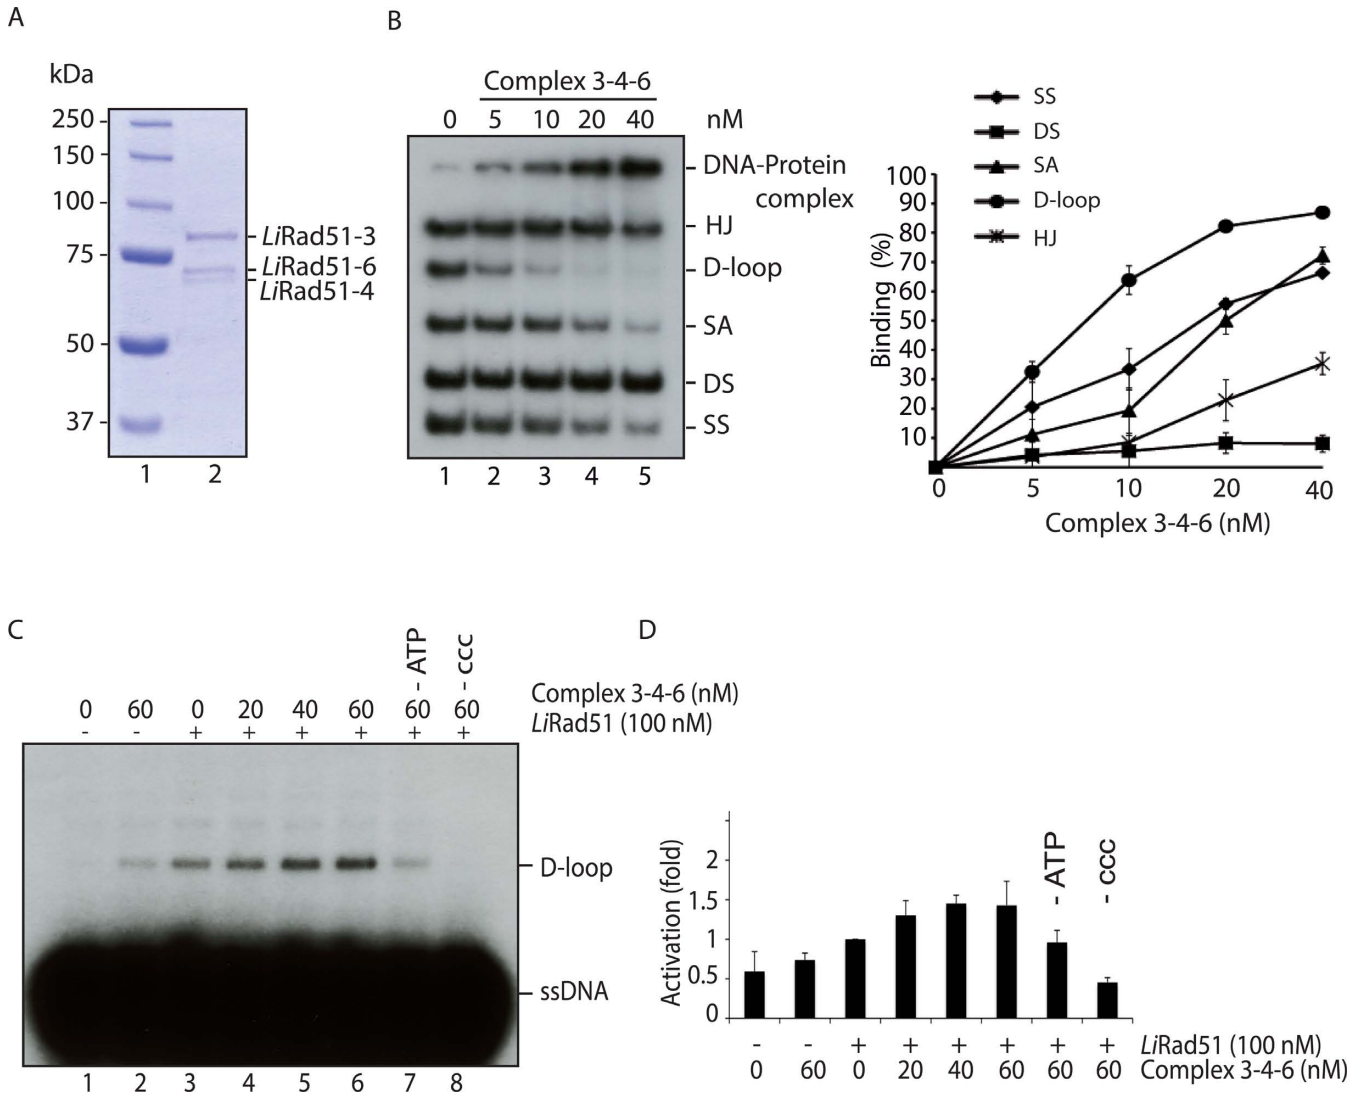 A
kDa
250
150
100
75
50
37
LiRad51-3
LiRad51-6
LiRad51-4
1 2
B
Complex 3-4-6
0 5 10 20 40 nM
DNA-Protein
complex
HJ
D-loop
SA
DS
SS
1 2 3 4 5
SS
DS
SA
D-loop
HJ
Binding (%)
100
90
80
70
60
50
40
30
20
10
0 5 10 20 40
Complex 3-4-6 (nM)
C
- ATP
- ccc
0 60 0 20 40 60 60 60 Complex 3-4-6 (nM)
- - + + + + + + LiRad51 (100 nM)
D-loop
ssDNA
1 2 3 4 5 6 7 8
D
Activation (fold)
2
1.5
1
0.5
0
- ATP
- ccc
- - + + + + + + LiRad51 (100 nM)
0 60 0 20 40 60 60 60 Complex 3-4-6 (nM)